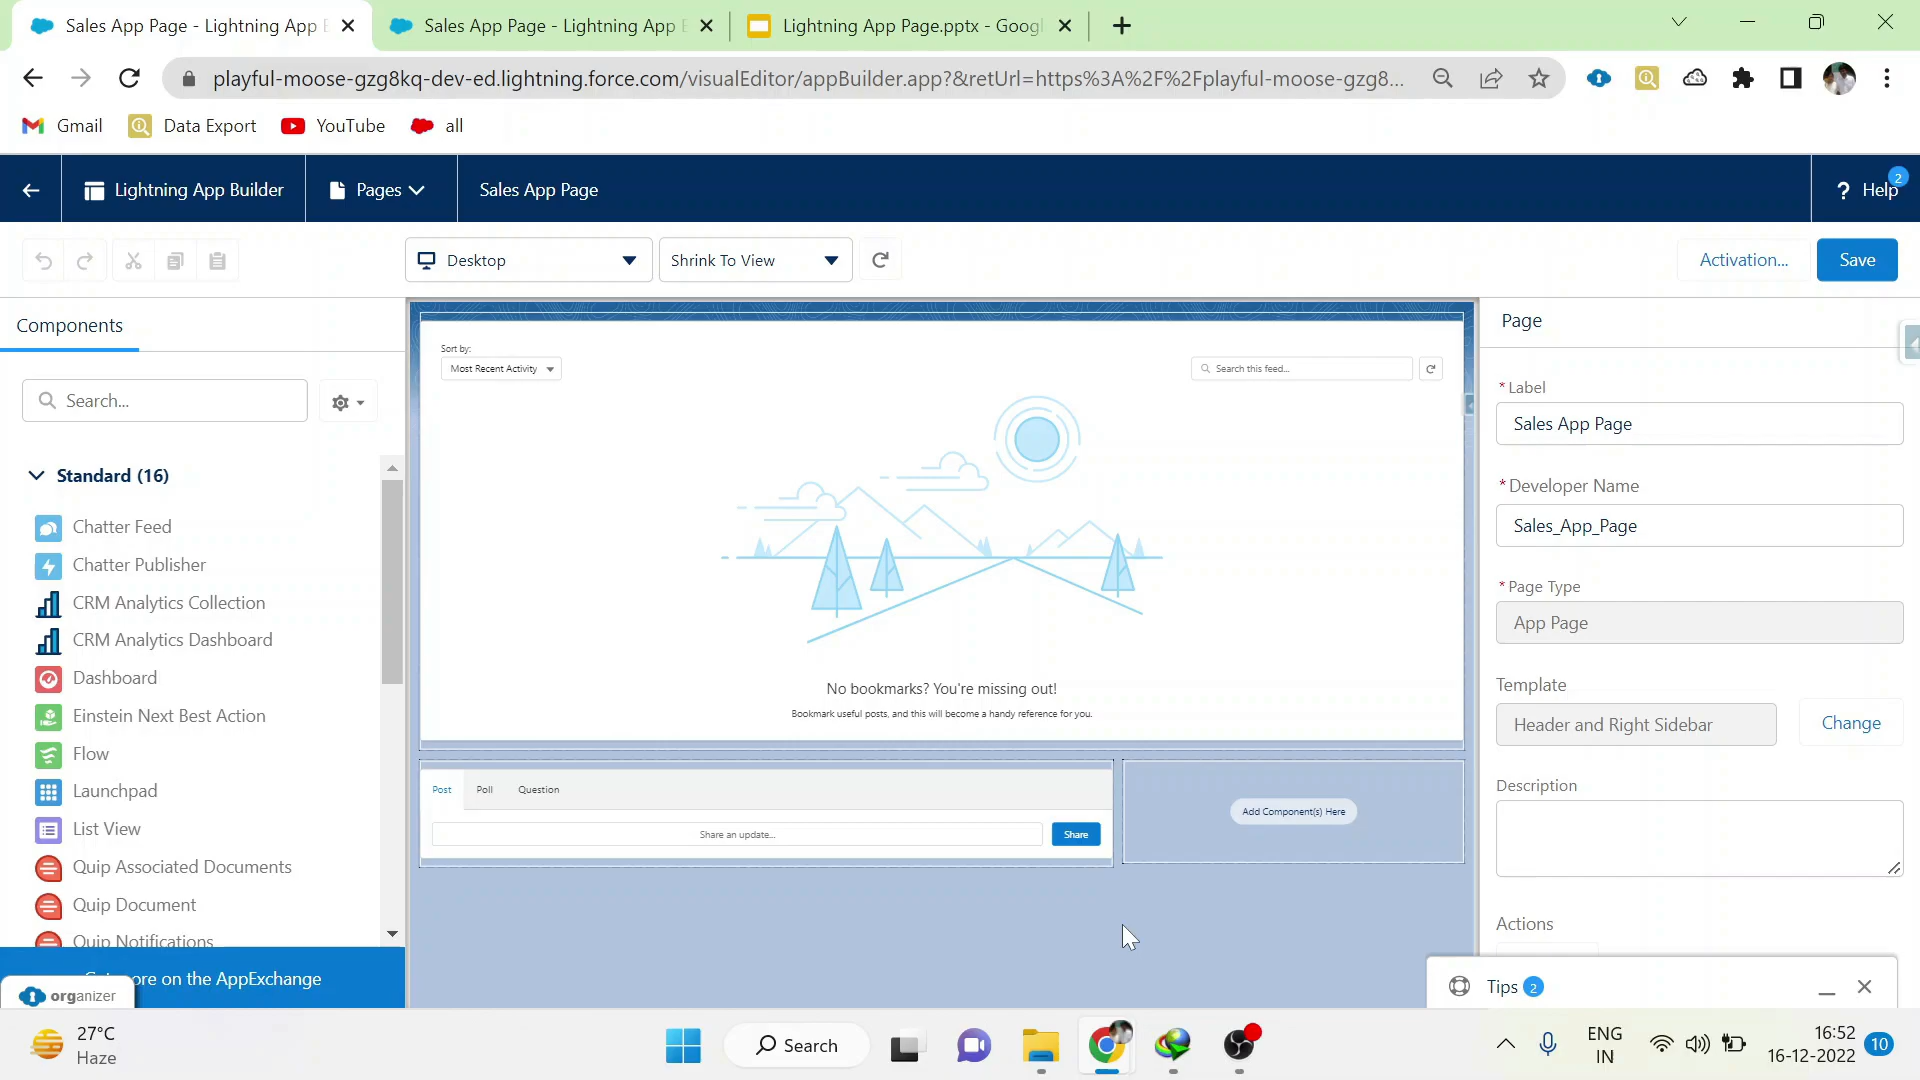 Sales App Page - Lightning App B
Sales App Page - Lightning App B
Lightning App Page.pptx - Googl
playful-moose-gzg8kq-dev-ed.lightning.force.com/visualEditor/appBuilder.app?&retUrl=https%3A%2F%2Fplayful-moose-gzg8...
Gmail
Data Export
YouTube
all
Lightning App Builder
Pages
Sales App Page
? Help
2
Desktop
Shrink To View
Activation...
Save
Components
Search...
Standard (16)
Chatter Feed
Chatter Publisher
CRM Analytics Collection
CRM Analytics Dashboard
Dashboard
Einstein Next Best Action
Flow
Launchpad
List View
Quip Associated Documents
Quip Document
Quip Notifications
ore on the AppExchange
organizer
Sort by:
Most Recent Activity
Search this feed...
No bookmarks? You're missing out!
Bookmark useful posts, and this will become a handy reference for you.
Post
Poll
Question
Share an update...
Share
Add Component(s) Here
Page
* Label
Sales App Page
* Developer Name
Sales_App_Page
* Page Type
App Page
Template
Header and Right Sidebar
Change
Description
Actions
Tips 2
27°C
Haze
Search
ENG
IN
16:52
16-12-2022
10